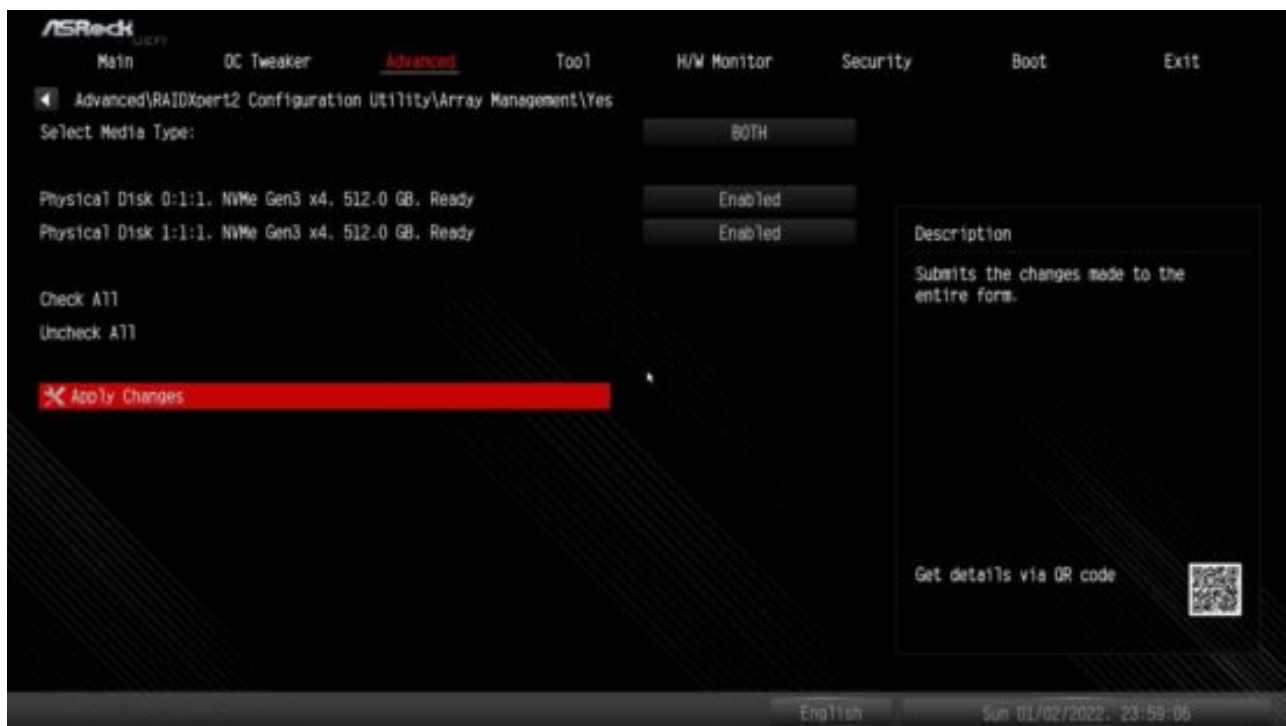 ASRock
UEFI
Main OC Tweaker Advanced Tool H/W Monitor Security Boot Exit
Advanced\RAIDXpert2 Configuration Utility\Array Management\Yes
Select Media Type: BOTH
Physical Disk 0:1:1, NVMe Gen3 x4, 512.0 GB, Ready Enabled
Physical Disk 1:1:1, NVMe Gen3 x4, 512.0 GB, Ready Enabled
Description
Submits the changes made to the
entire form.
Check All
Uncheck All
Apply Changes
Get details via QR code
English Sun 01/02/2022, 23:59:06